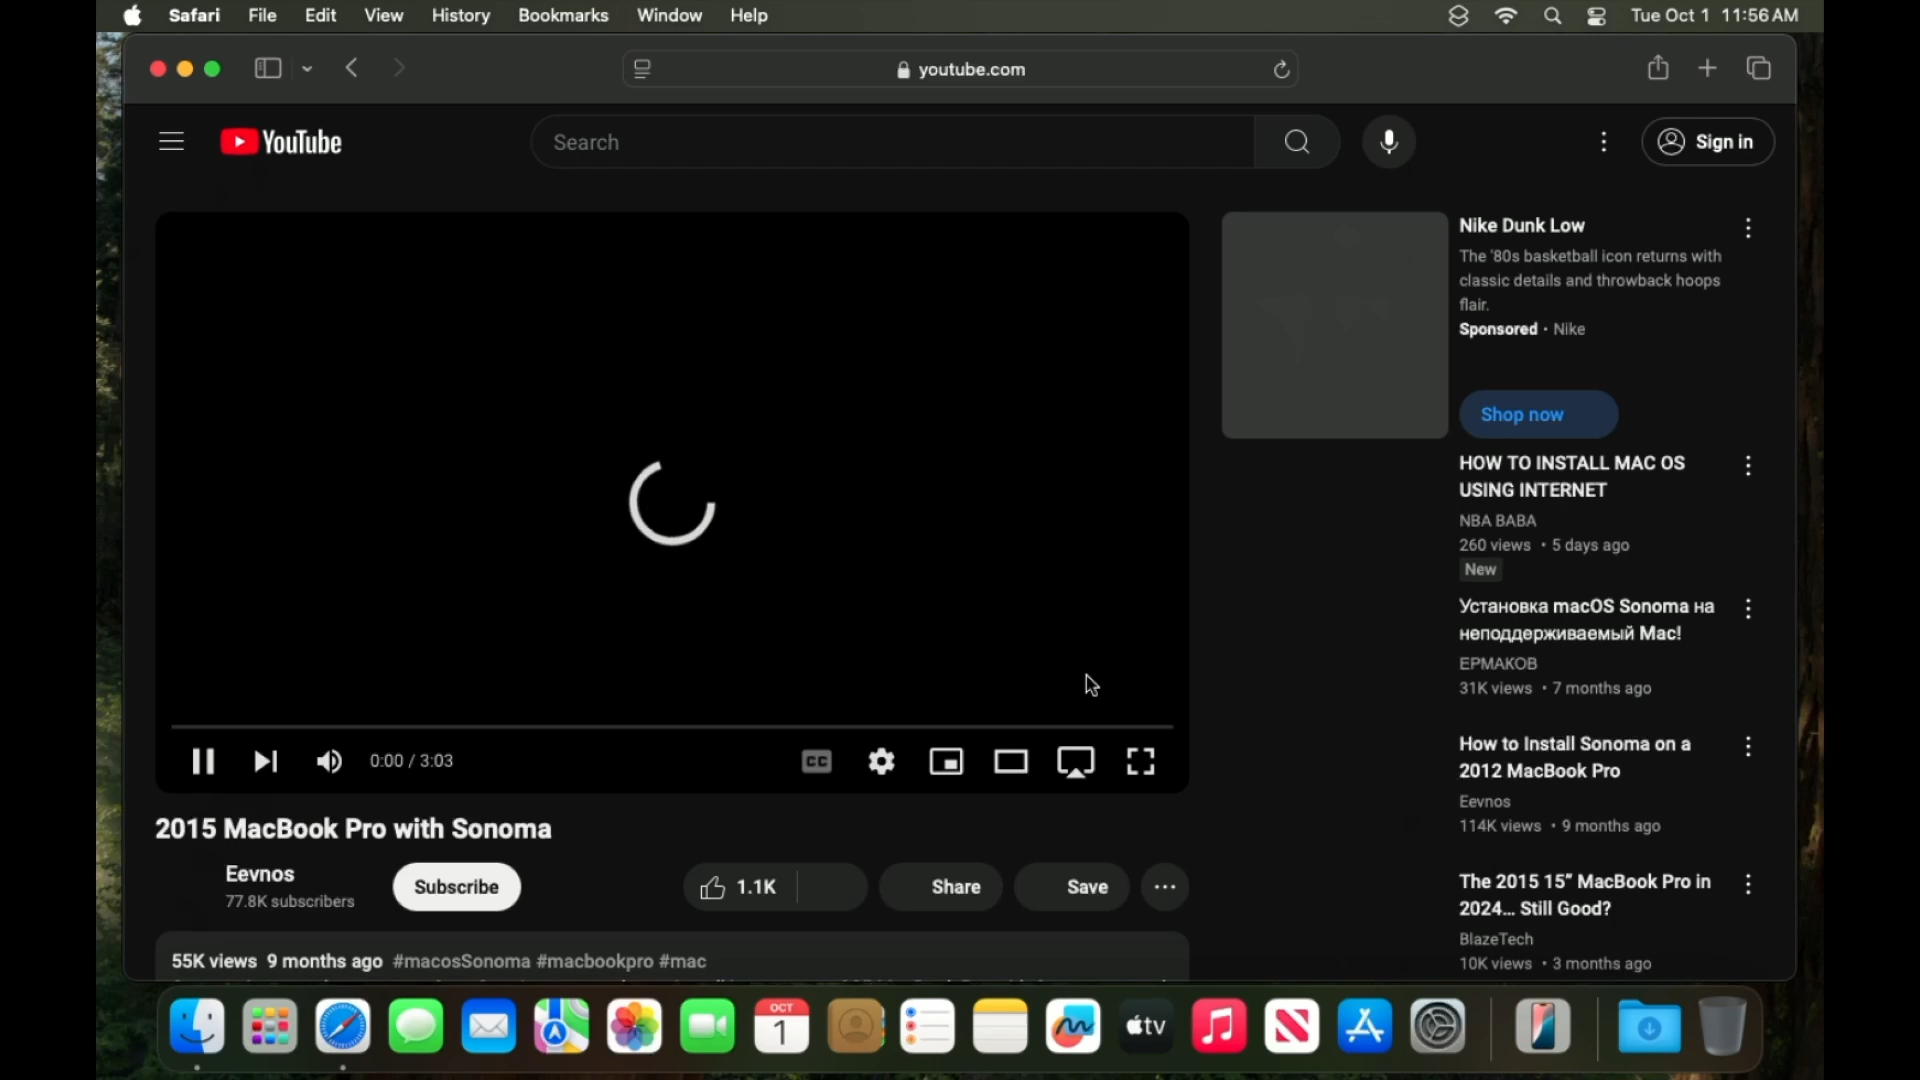 Safari File Edit View History Bookmarks Window Help
Tue Oct 1 11:56 AM
youtube.com
YouTube
Search
Sign in
0:00 / 3:03
CC
2015 MacBook Pro with Sonoma
Eevnos
77.8K subscribers
Subscribe
1.1K
Share
Save
55K views 9 months ago #macosSonoma #macbookpro #mac
Nike Dunk Low
The '80s basketball icon returns with
classic details and throwback hoops
flair.
Sponsored · Nike
Shop now
HOW TO INSTALL MAC OS
USING INTERNET
NBA BABA
260 views • 5 days ago
New
Установка macOS Sonoma на
неподдерживаемый Mac!
ЕРМАКОВ
31K views • 7 months ago
How to Install Sonoma on a
2012 MacBook Pro
Eevnos
114K views • 9 months ago
The 2015 15” MacBook Pro in
2024... Still Good?
BlazeTech
10K views • 3 months ago
OCT
1
tv